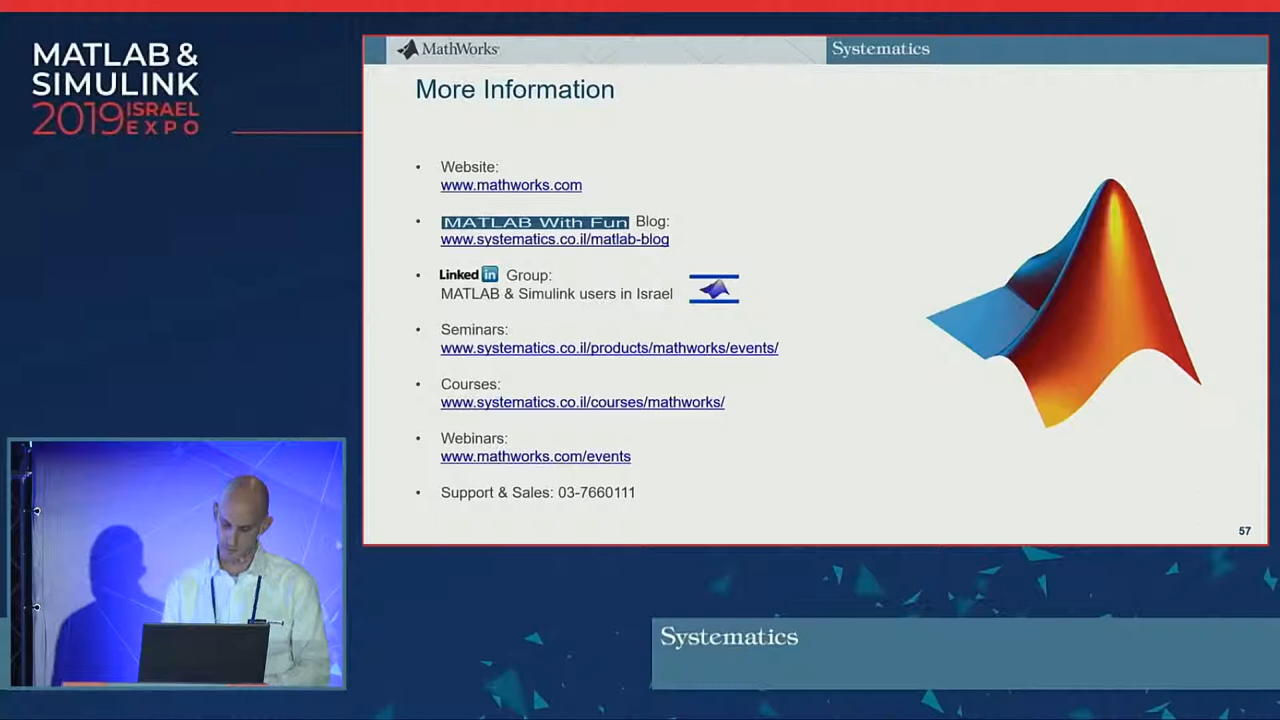 MATLAB &
SIMULINK
2019 ISRAEL
EXPO
MathWorks
Systematics
More Information
• Website:
www.mathworks.com
• MATLAB With Fun Blog:
www.systematics.co.il/matlab-blog
• Linked in Group:
MATLAB & Simulink users in Israel
• Seminars:
www.systematics.co.il/products/mathworks/events/
• Courses:
www.systematics.co.il/courses/mathworks/
• Webinars:
www.mathworks.com/events
• Support & Sales: 03-7660111
57
Systematics